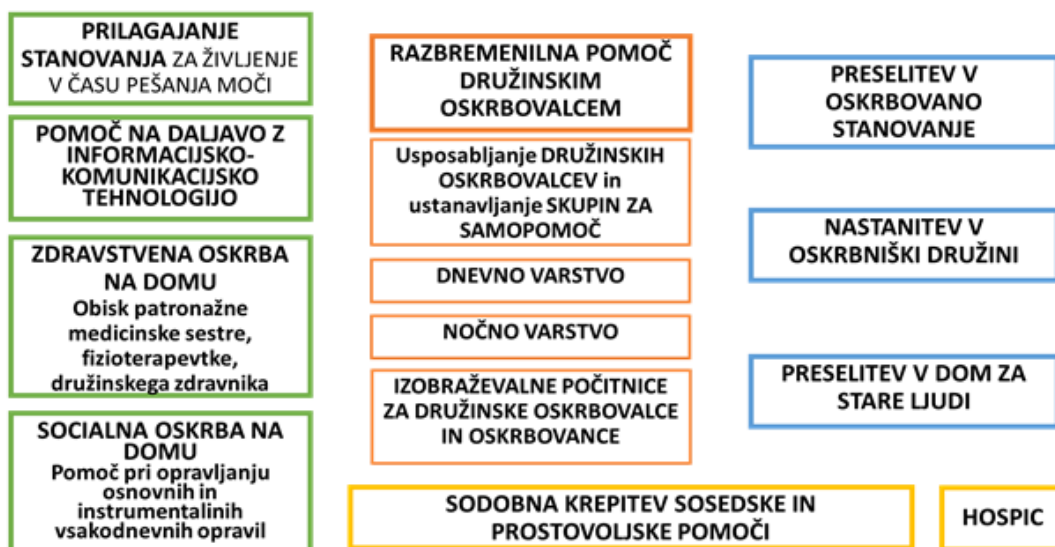 PRILAGAJANJE
STANOVANJA ZA ŽIVLJENJE
V ČASU PEŠANJA MOČI
POMOČ NA DALJAVO Z
INFORMACIJSKO-
KOMUNIKACIJSKO
TEHNOLOGIJO
ZDRAVSTVENA OSKRBA
NA DOMU
Obisk patronažne
medicinske sestre,
fizioterapevtke,
družinskega zdravnika
SOCIALNA OSKRBA NA
DOMU
Pomoč pri opravljanju
osnovnih in
instrumentalinih
vsakodnevnih opravil
RAZBREMENILNA POMOČ
DRUŽINSKIM
OSKRBOVALCEM
Usposabljanje DRUŽINSKIH
OSKRBOVALCEV in
ustanavljanje SKUPIN ZA
SAMOPOMOČ
DNEVNO VARSTVO
NOČNO VARSTVO
IZOBRAŽEVALNE POČITNICE
ZA DRUŽINSKE OSKRBOVALCE
IN OSKRBOVANCE
PRESELITEV V
OSKRBOVANO
STANOVANJE
NASTANITEV V
OSKRBNIŠKI DRUŽINI
PRESELITEV V DOM ZA
STARE LJUDI
SODOBNA KREPITEV SOSEDSKE IN
PROSTOVOLJSKE POMOČI
HOSPIC